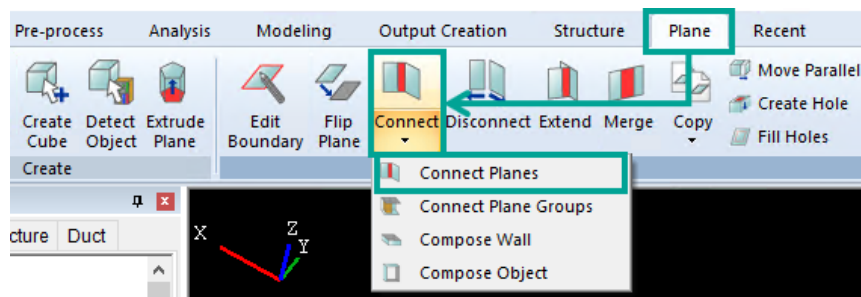 Pre-process Analysis Modeling Output Creation Structure Plane Recent
Create Cube
Detect Object
Extrude Plane
Edit Boundary
Flip Plane
Connect
Disconnect
Extend
Merge
Copy
Move Parallel
Create Hole
Fill Holes
Create
Connect Planes
Connect Plane Groups
Compose Wall
Compose Object
cture Duct
X
Z
Y